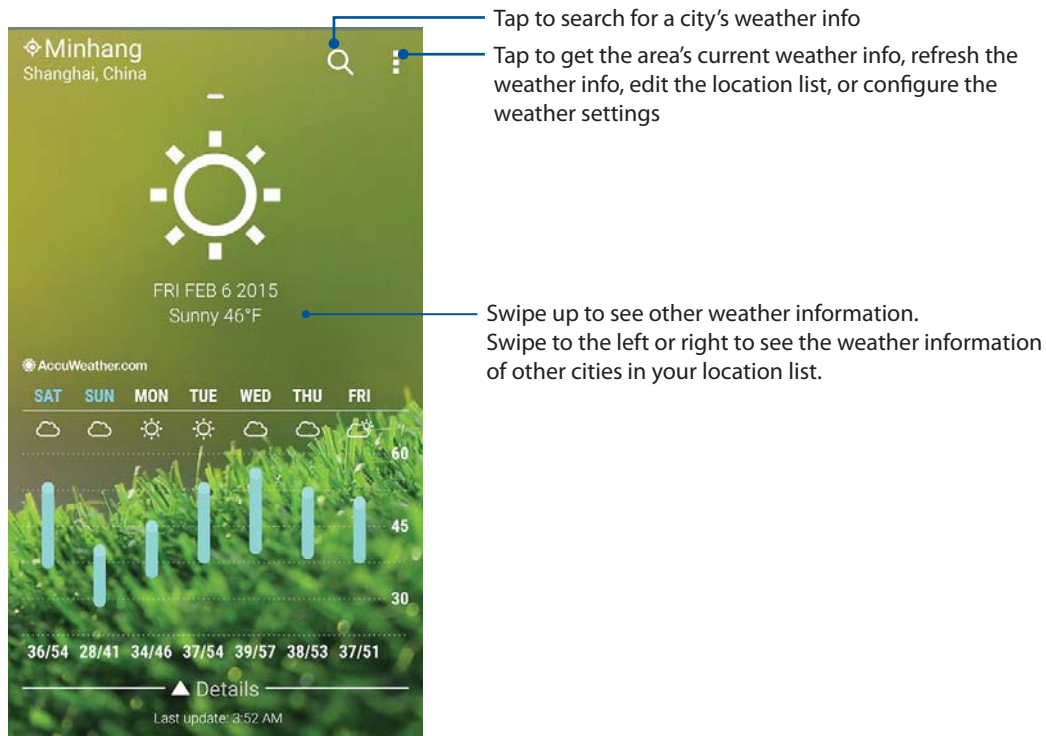 Tap to search for a city's weather info
Minhang
Shanghai, China
Tap to get the area's current weather info, refresh the
weather info, edit the location list, or configure the
weather settings
FRI FEB 6 2015
Sunny 46°F
Swipe up to see other weather information.
Swipe to the left or right to see the weather information
of other cities in your location list.
AccuWeather.com
SAT SUN MON TUE WED THU FRI
60
45
30
36/54 28/41 34/46 37/54 39/57 38/53 37/51
Details
Last update: 3:52 AM